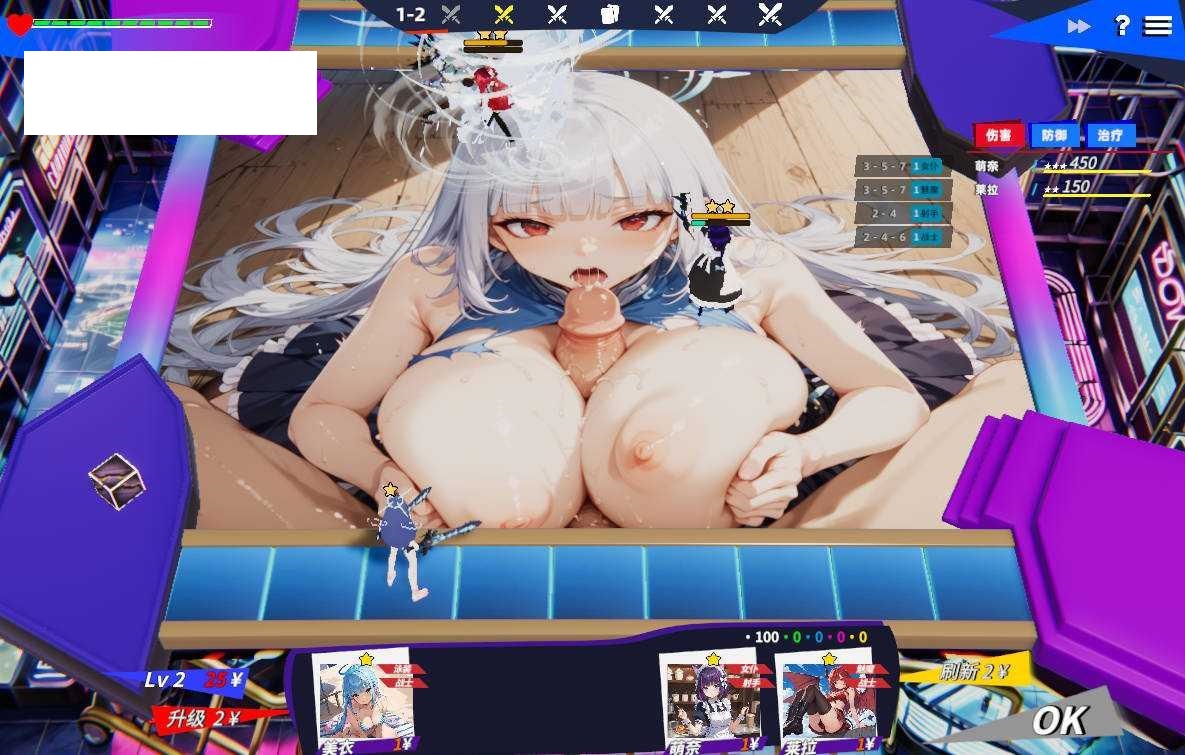 1-2
?
伤害
防御
治疗
萌奈
450
莱拉
150
3 - 5 - 7 1 女仆
3 - 5 - 7 1 魅魔
2 - 4 1 射手
2 - 4 - 6 1 战士
100 · 0 · 0 · 0 · 0
Lv 2 25 ¥
升级 2 ¥
泳装
战士
美衣 1¥
女仆
射手
萌奈 1¥
魅魔
战士
莱拉 1¥
刷新 2 ¥
OK